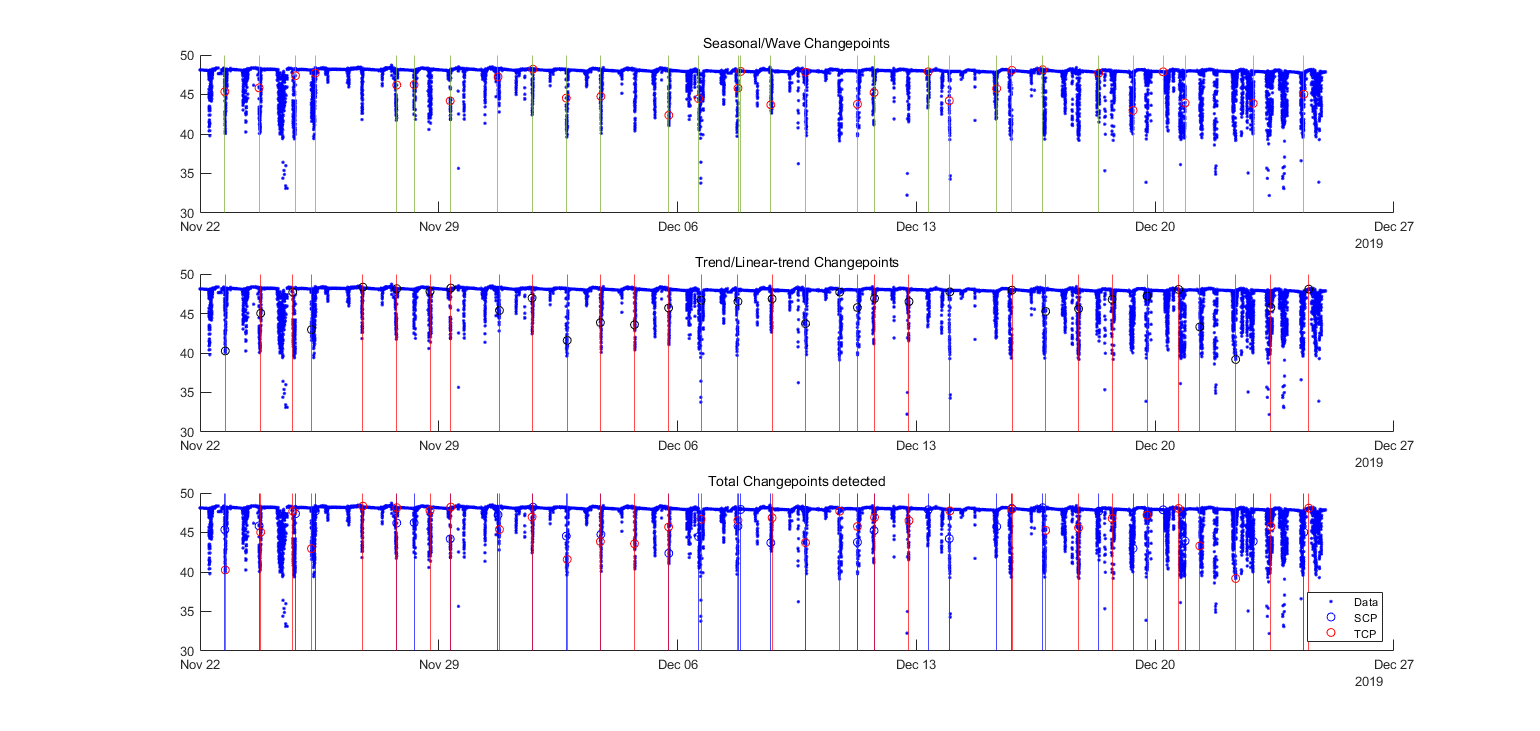 Seasonal/Wave Changepoints
50
45
40
35
30
Nov 22 Nov 29 Dec 06 Dec 13 Dec 20 Dec 27
2019
Trend/Linear-trend Changepoints
50
45
40
35
30
Nov 22 Nov 29 Dec 06 Dec 13 Dec 20 Dec 27
2019
Total Changepoints detected
50
45
40
35
30
Data
SCP
TCP
Nov 22 Nov 29 Dec 06 Dec 13 Dec 20 Dec 27
2019